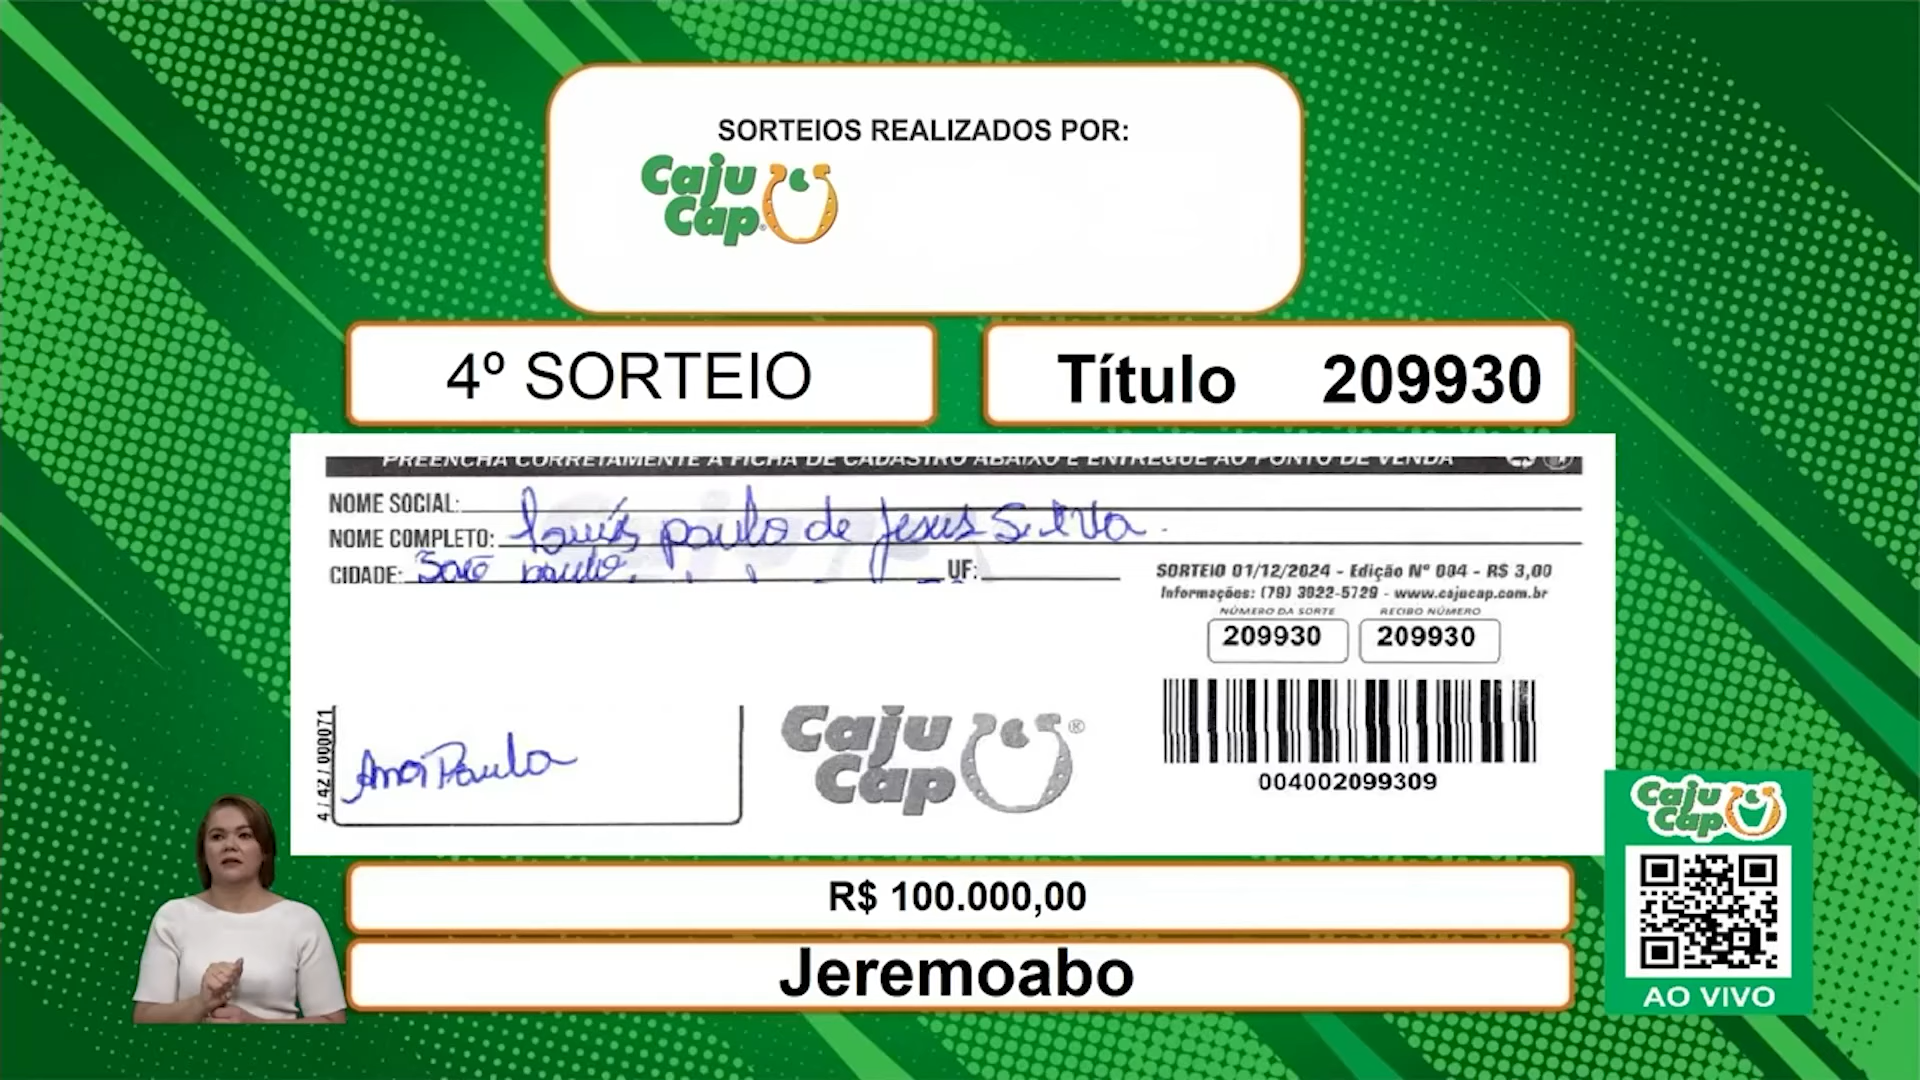 SORTEIOS REALIZADOS POR:
Caju
Cap
4º SORTEIO
Título 209930
PREENCHA CORRETAMENTE A FICHA DE CADASTRO ABAIXO E ENTREGUE AO PONTO DE VENDA
NOME SOCIAL:
NOME COMPLETO: paulo de Jesus Silva
CIDADE: São paulo UF:
SORTEIO 01/12/2024 - Edição Nº 004 - R$ 3,00
Informações: (79) 3022-5729 - www.cajucap.com.br
NÚMERO DA SORTE RECIBO NÚMERO
209930 209930
4 / 42 / 000071
Ana Paula
Caju
Cap ®
004002099309
Caju
Cap
R$ 100.000,00
Jeremoabo
AO VIVO